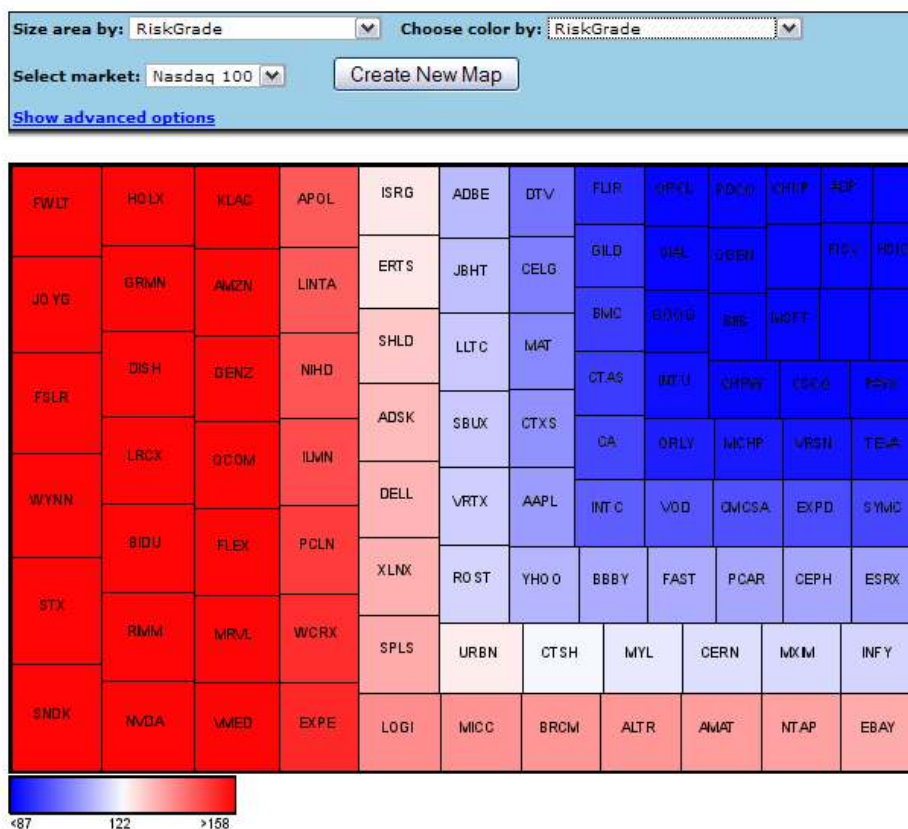 Size area by: RiskGrade Choose color by: RiskGrade
Select market: Nasdaq 100 Create New Map
Show advanced options
FWLT HOLX KLAC APOL ISRG ADBE DTV FLIR ORCL PDCO ADP
JOYG GRMN AMZN LINTA ERTS JBHT CELG GILD SIAL FISV HSIC
FSLR DISH GENZ NIHD SHLD LLTC MAT BMC GOOG MSFT
CTAS INTU CSCO PAYX
LRCX QCOM ILMN ADSK SBUX CTXS CA ORLY MCHP VRSN TEVA
WYNN BIDU FLEX PCLN DELL VRTX AAPL INTC VOD CMCSA EXPD SYMC
STX RIMM MRVL WCRX XLNX ROST YHOO BBBY FAST PCAR CEPH ESRX
SPLS URBN CTSH MYL CERN MXIM INFY
SNDK NVDA VMED EXPE LOGI MICC BRCM ALTR AMAT NTAP EBAY
<87 122 >158